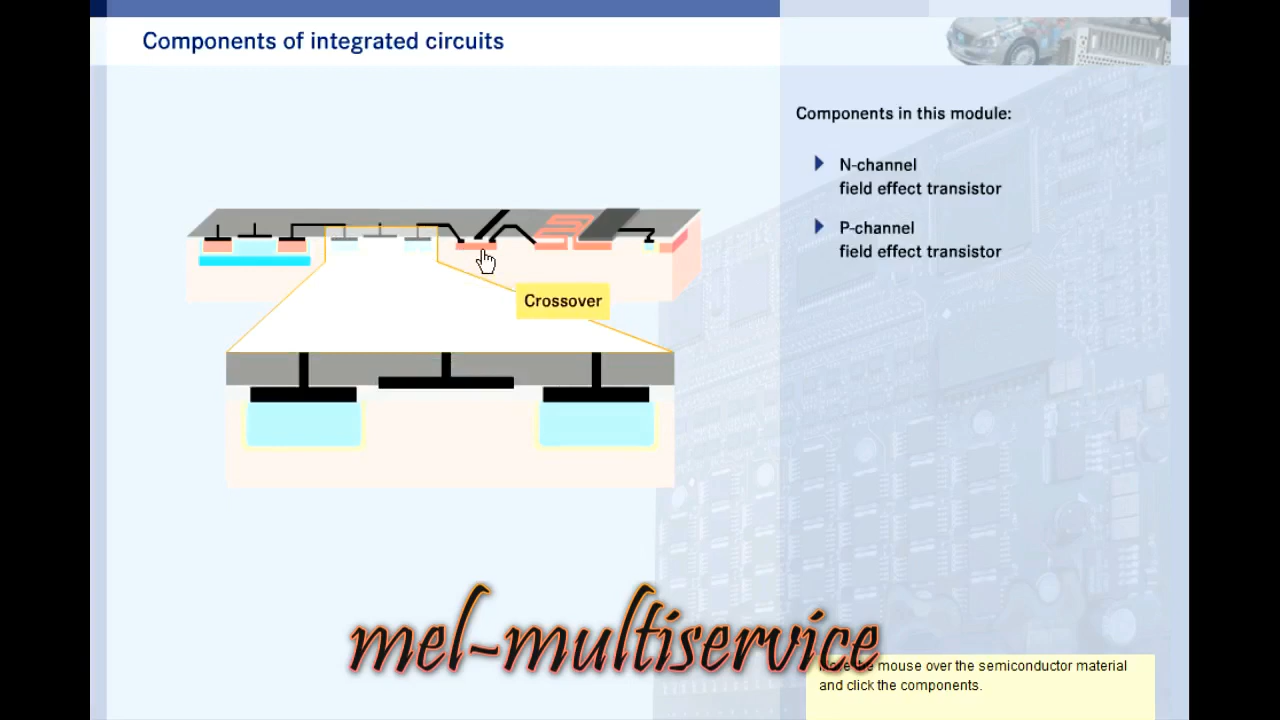 Components of integrated circuits
Components in this module:
N-channel
field effect transistor
P-channel
field effect transistor
Crossover
mel-multiservice
mouse over the semiconductor material
and click the components.